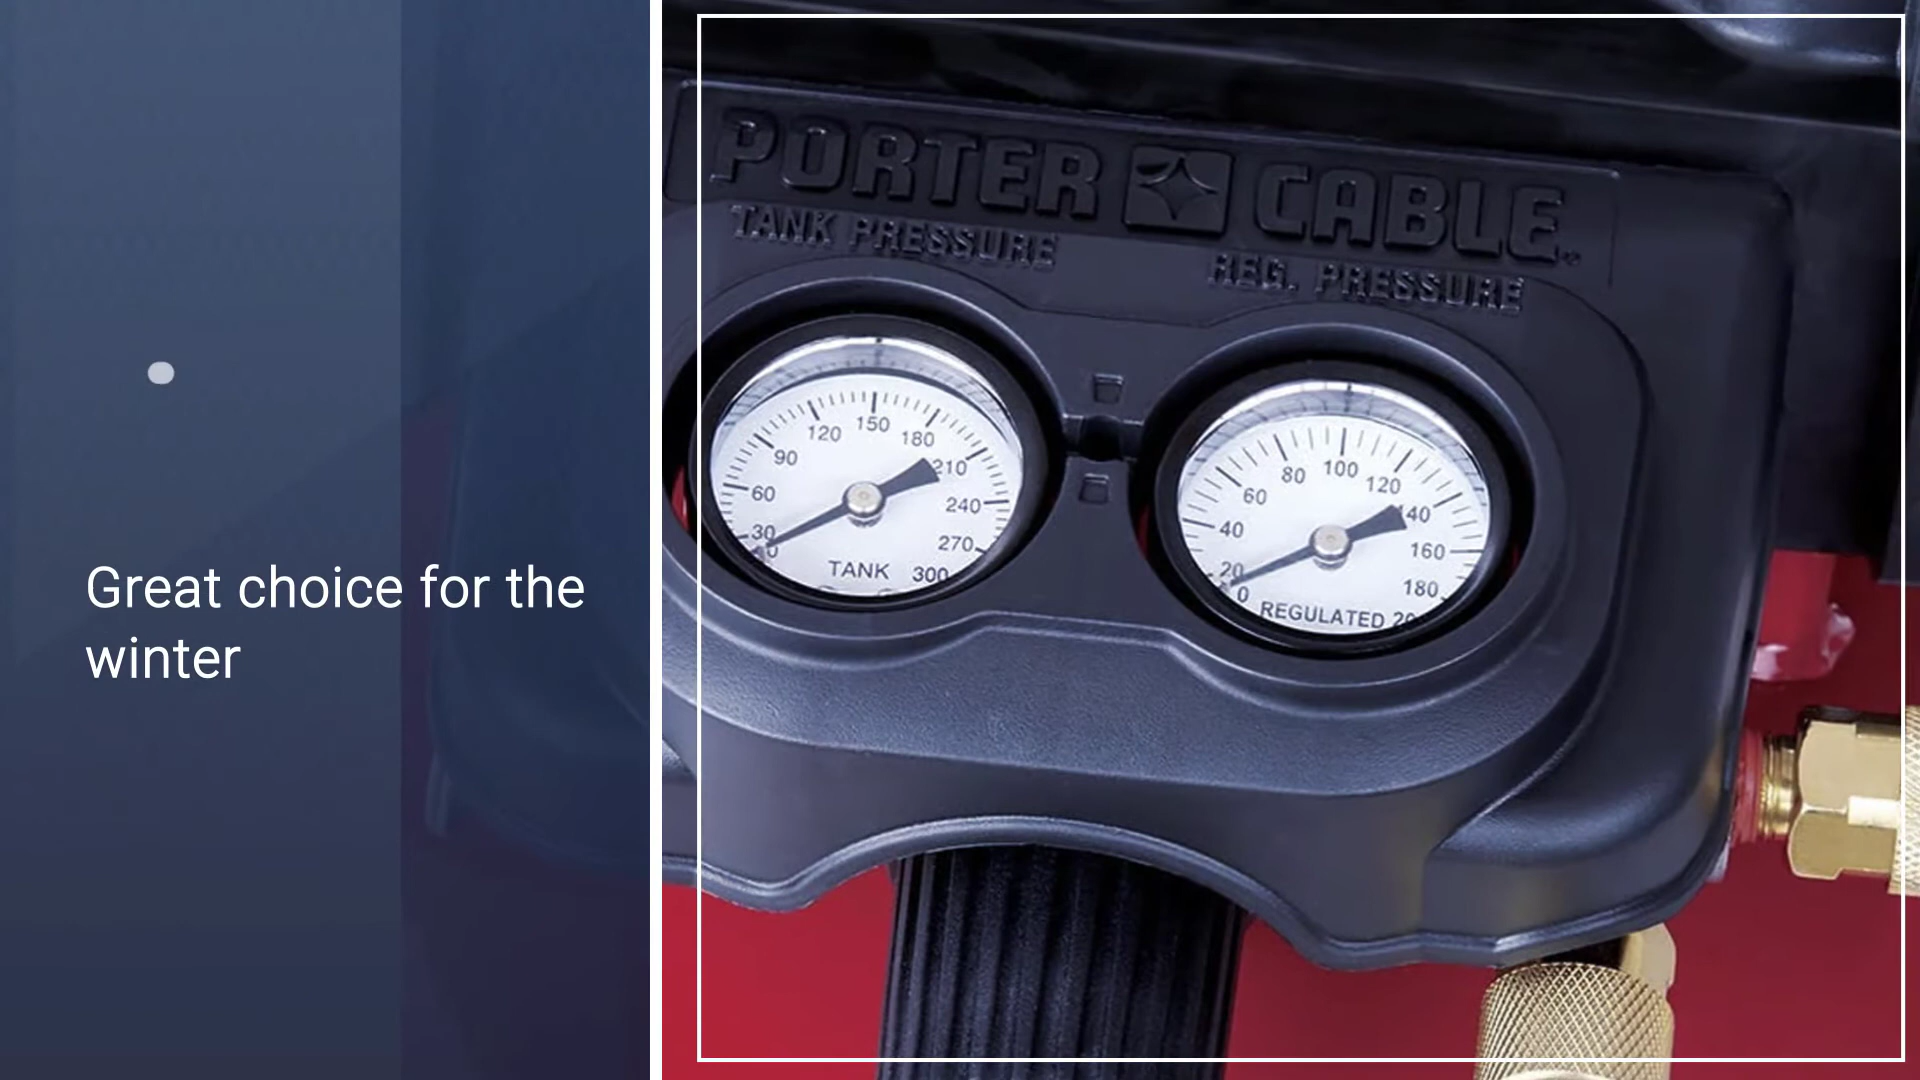 Great choice for the
winter
PORTER CABLE
TANK PRESSURE
REG. PRESSURE
0 30 60 90 120 150 180 210 240 270 300
TANK
0 20 40 60 80 100 120 140 160 180
REGULATED